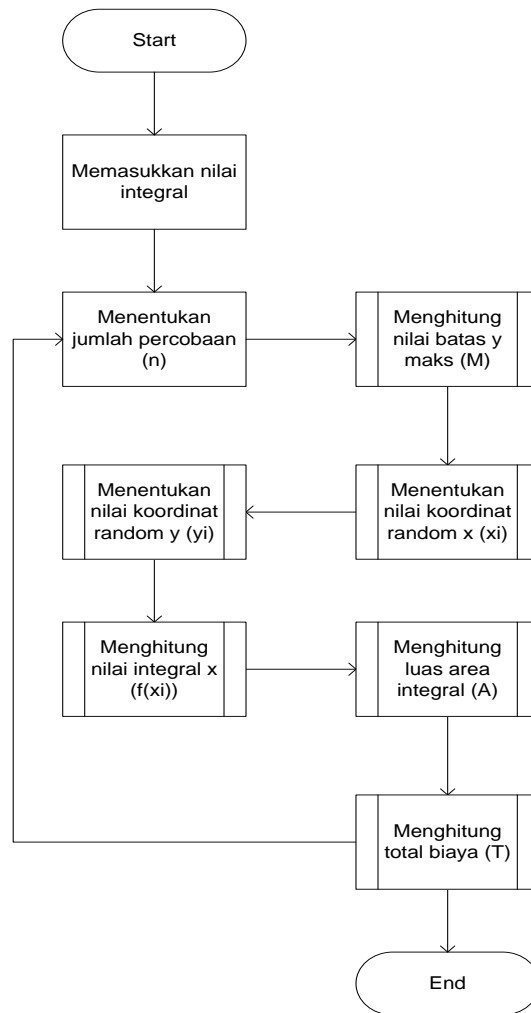 Start
Memasukkan nilai
integral
Menentukan
jumlah percobaan
(n)
Menghitung
nilai batas y
maks (M)
Menentukan
nilai koordinat
random x (xi)
Menentukan
nilai koordinat
random y (yi)
Menghitung
nilai integral x
(f(xi))
Menghitung
luas area
integral (A)
Menghitung
total biaya (T)
End